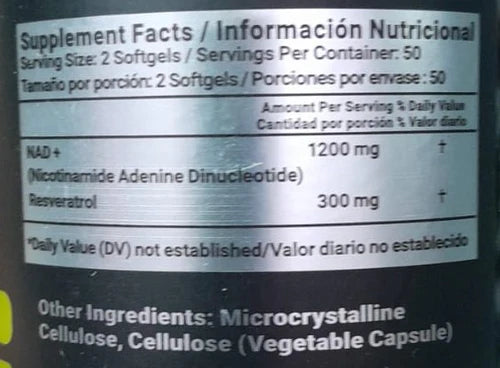 Supplement Facts / Información Nutricional
Serving Size: 2 Softgels / Servings Per Container: 50
Tamaño por porción: 2 Softgels / Porciones por envase: 50
Amount Per Serving % Daily Value
Cantidad por porción % Valor diario
NAD+ 1200 mg †
(Nicotinamide Adenine Dinucleotide)
Resveratrol 300 mg †
*Daily Value (DV) not established/Valor diario no establecido
Other Ingredients: Microcrystalline
Cellulose, Cellulose (Vegetable Capsule)